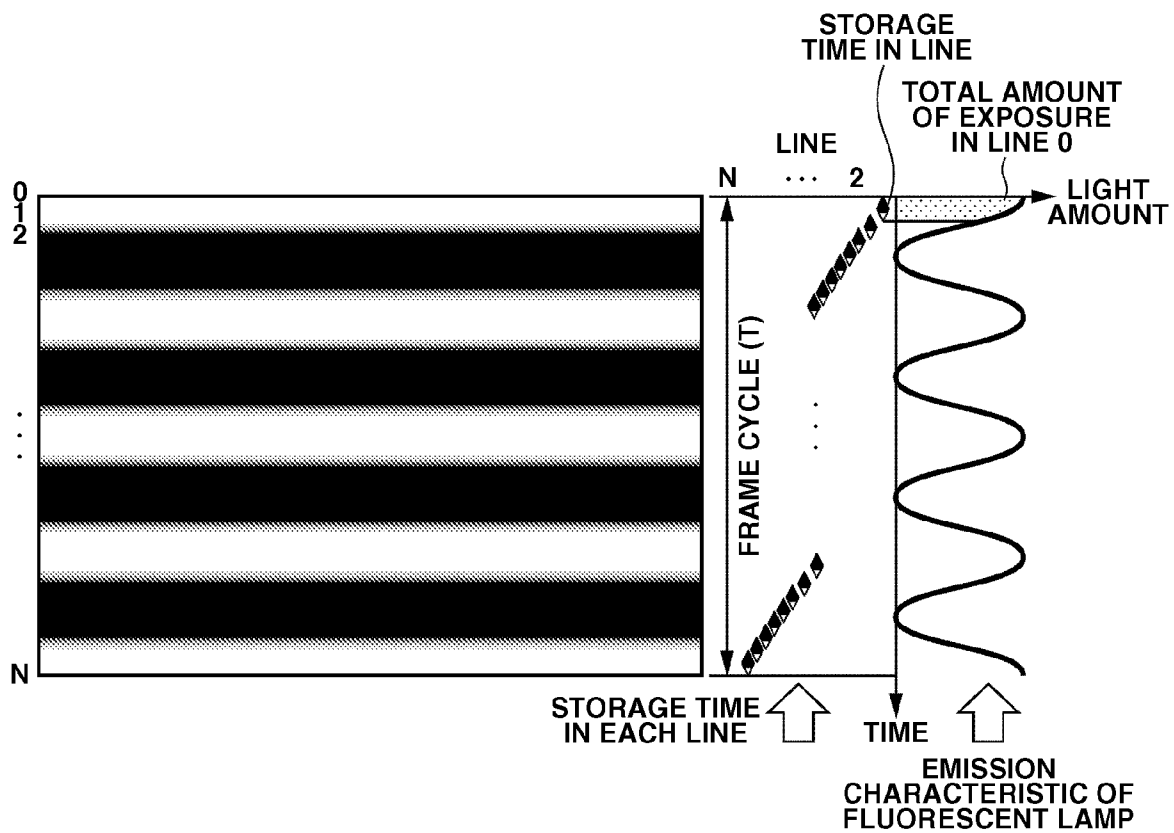 STORAGE
TIME IN LINE
TOTAL AMOUNT
OF EXPOSURE
IN LINE 0
LINE
N ... 2
LIGHT
AMOUNT
0
1
2
...
N
FRAME CYCLE (T)
...
STORAGE TIME
IN EACH LINE
TIME
EMISSION
CHARACTERISTIC OF
FLUORESCENT LAMP